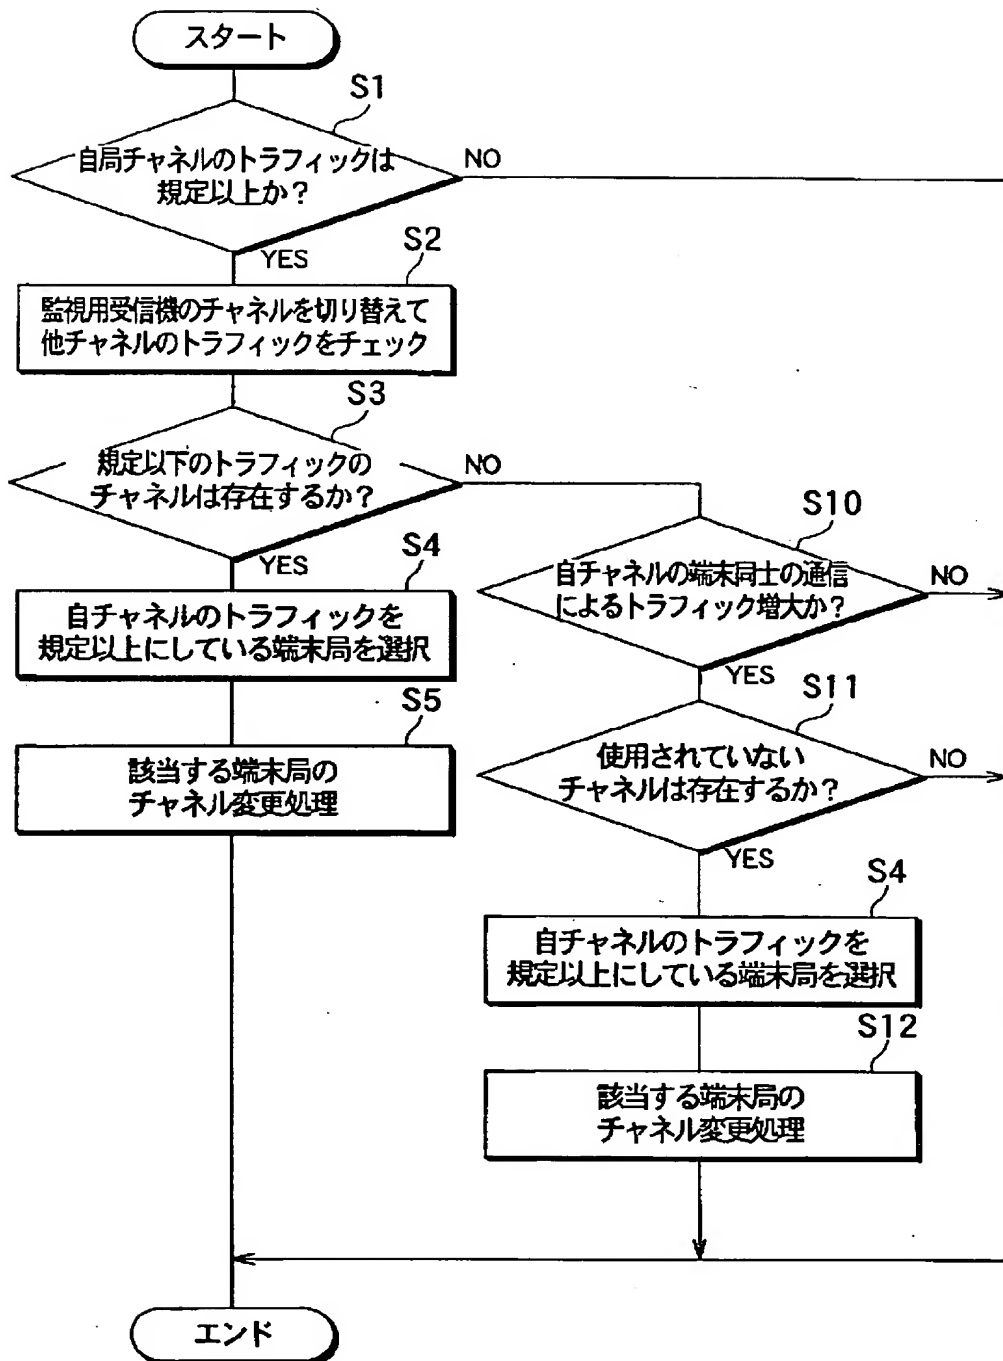 スタート
S1
自局チャネルのトラフィックは
規定以上か?
NO
YES
S2
監視用受信機のチャネルを切り替えて
他チャネルのトラフィックをチェック
S3
規定以下のトラフィックの
チャネルは存在するか?
NO
YES
S4
自チャネルのトラフィックを
規定以上にしている端末局を選択
S5
該当する端末局の
チャネル変更処理
S10
自チャネルの端末同士の通信
によるトラフィック増大か?
NO
YES
S11
使用されていない
チャネルは存在するか?
NO
YES
S4
自チャネルのトラフィックを
規定以上にしている端末局を選択
S12
該当する端末局の
チャネル変更処理
エンド